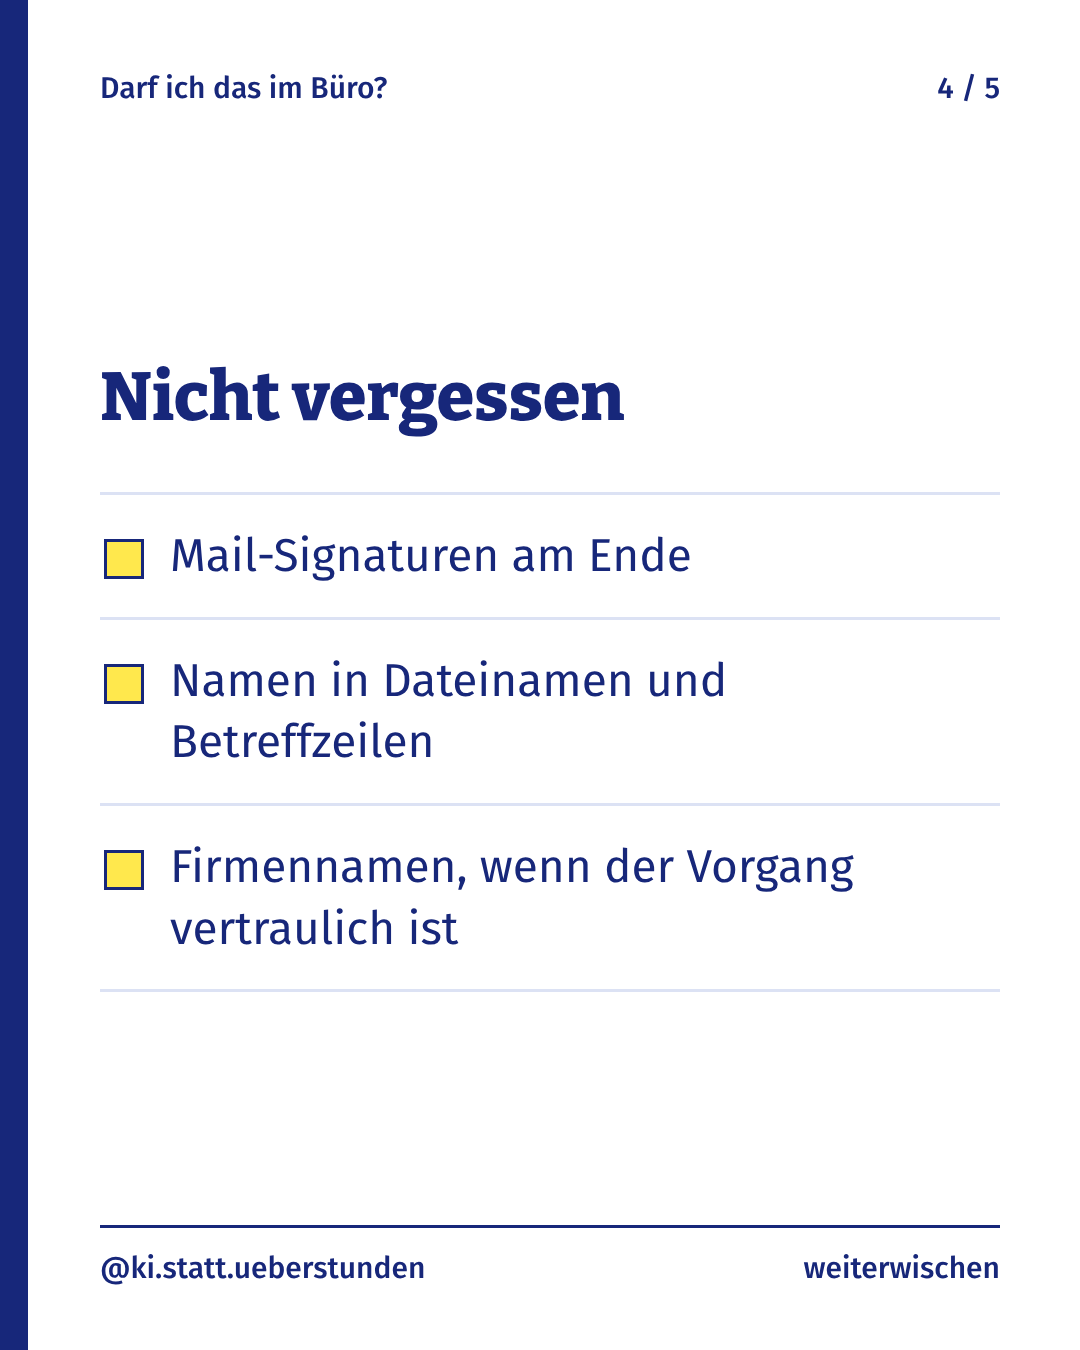 Darf ich das im Büro?
4 / 5
Nicht vergessen
Mail-Signaturen am Ende
Namen in Dateinamen und
Betreffzeilen
Firmennamen, wenn der Vorgang
vertraulich ist
@ki.statt.ueberstunden
weiterwischen